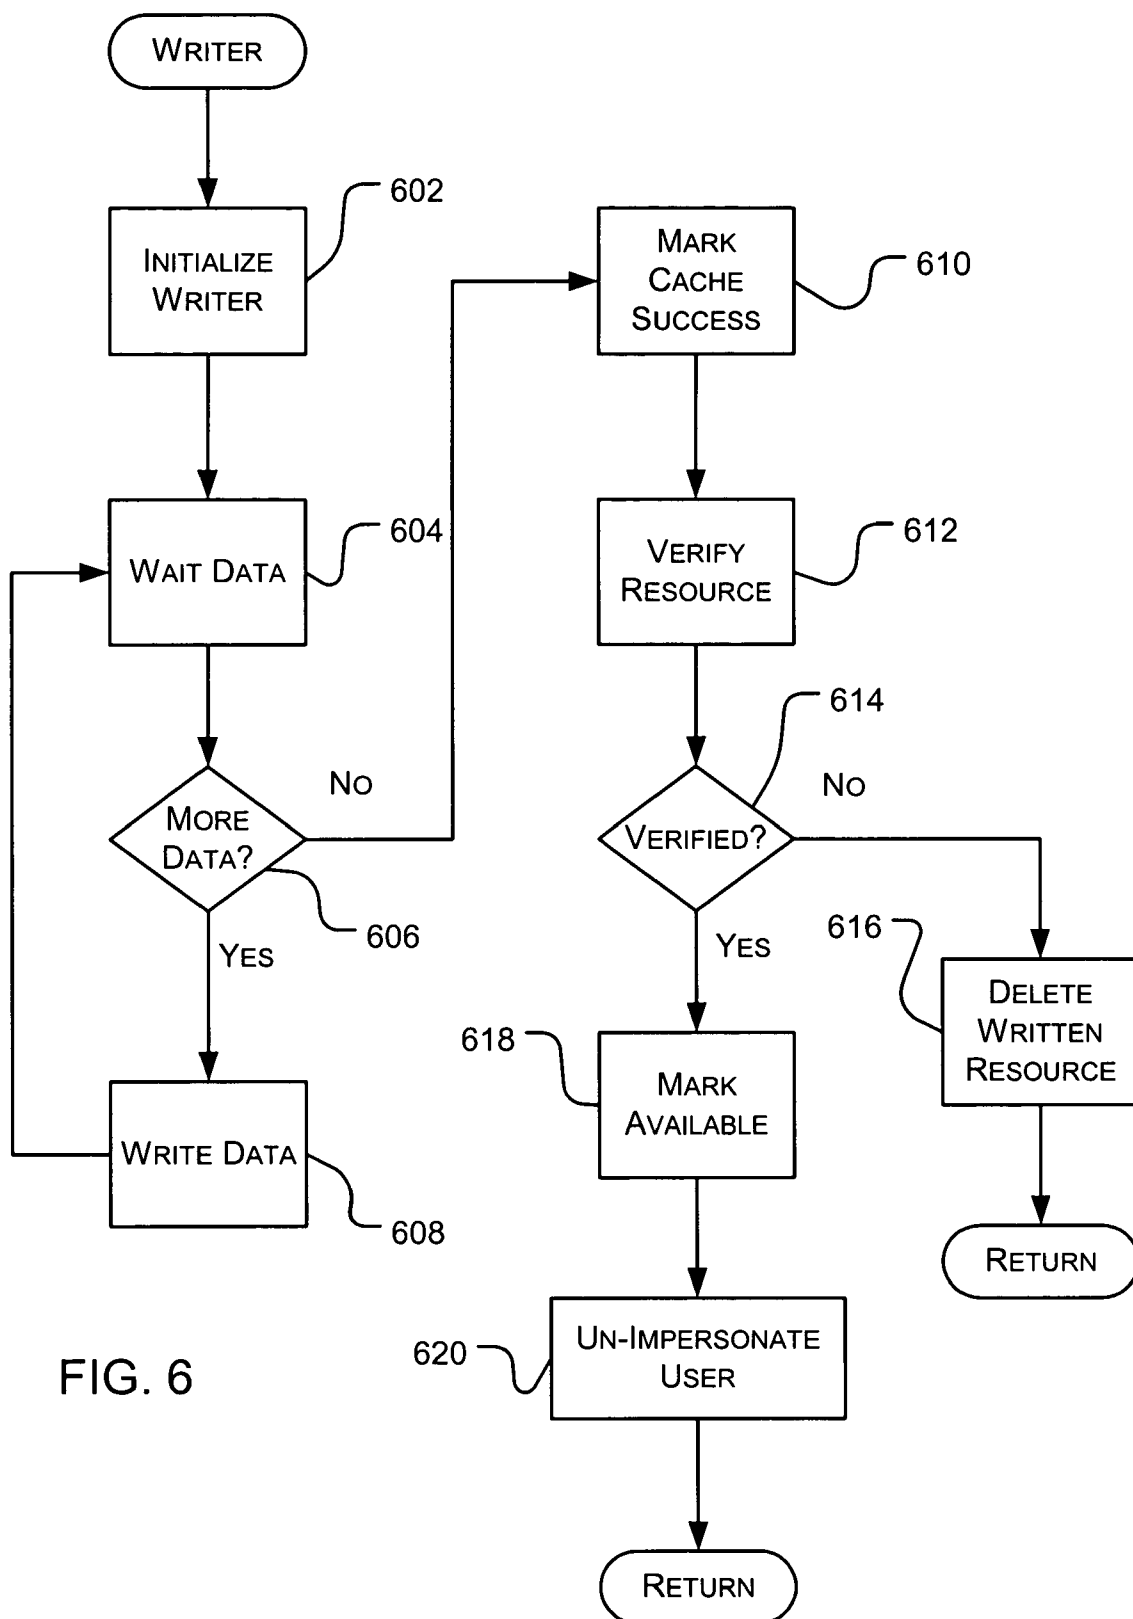 WRITER
602
INITIALIZE
WRITER
604
WAIT DATA
NO
MORE
DATA?
606
YES
WRITE DATA
608
MARK
CACHE
SUCCESS
610
VERIFY
RESOURCE
612
614
NO
VERIFIED?
YES
616
DELETE
WRITTEN
RESOURCE
RETURN
618
MARK
AVAILABLE
620
UN-IMPERSONATE
USER
RETURN
FIG. 6